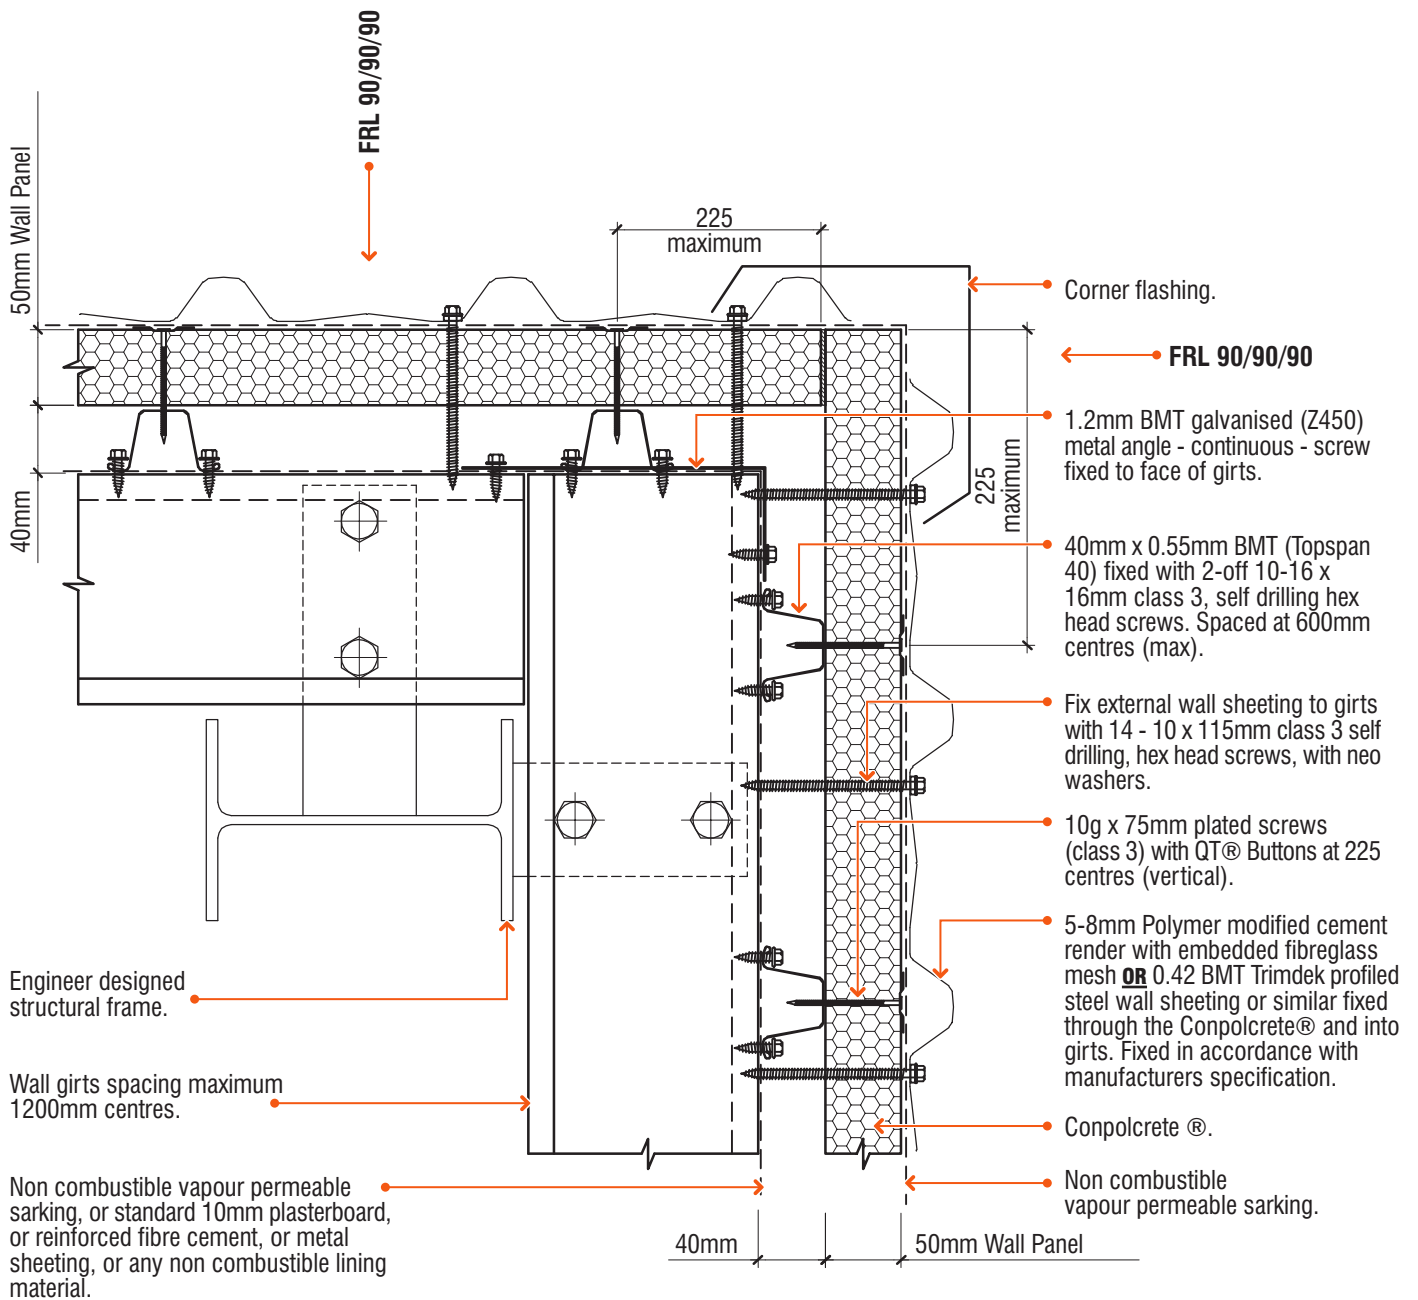 FRL 90/90/90
50mm Wall Panel
40mm
225
maximum
Corner flashing.
FRL 90/90/90
1.2mm BMT galvanised (Z450)
metal angle - continuous - screw
fixed to face of girts.
225
maximum
40mm x 0.55mm BMT (Topspan
40) fixed with 2-off 10-16 x
16mm class 3, self drilling hex
head screws. Spaced at 600mm
centres (max).
Fix external wall sheeting to girts
with 14 - 10 x 115mm class 3 self
drilling, hex head screws, with neo
washers.
10g x 75mm plated screws
(class 3) with QT® Buttons at 225
centres (vertical).
5-8mm Polymer modified cement
render with embedded fibreglass
mesh OR 0.42 BMT Trimdek profiled
steel wall sheeting or similar fixed
through the Conpolcrete® and into
girts. Fixed in accordance with
manufacturers specification.
Conpolcrete ®.
Non combustible
vapour permeable sarking.
Engineer designed
structural frame.
Wall girts spacing maximum
1200mm centres.
Non combustible vapour permeable
sarking, or standard 10mm plasterboard,
or reinforced fibre cement, or metal
sheeting, or any non combustible lining
material.
40mm
50mm Wall Panel